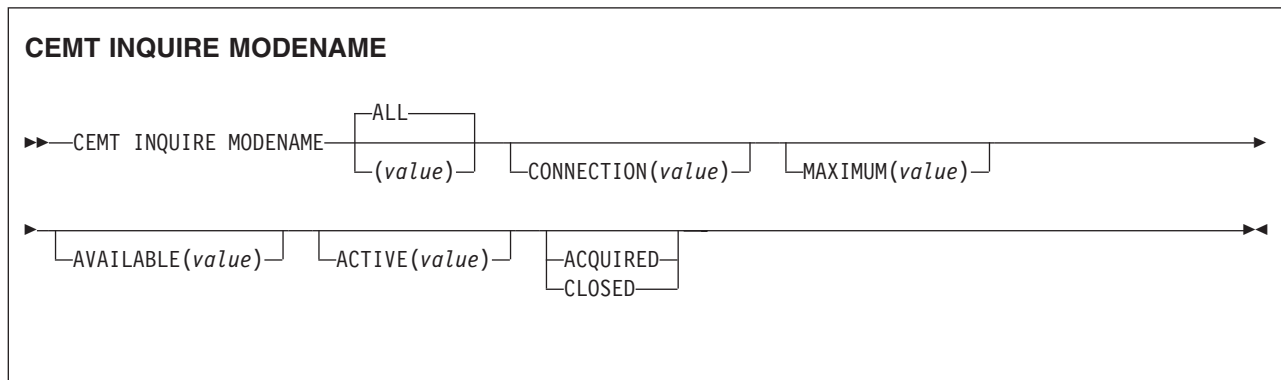 CEMT INQUIRE MODENAME
ALL
CEMT INQUIRE MODENAME
(value)
CONNECTION(value)
MAXIMUM(value)
AVAILABLE(value)
ACTIVE(value)
ACQUIRED
CLOSED